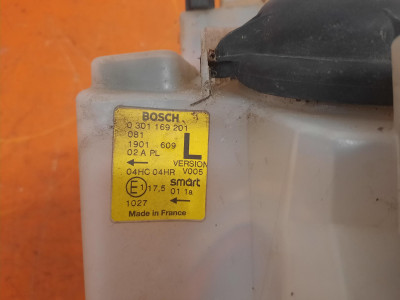 BOSCH
0 301 169 201
081
1901 609 L
02 A PL VERSION
← V005
04HC 04HR
E1 17,5 smart 01 1a
1027 ←
Made in France